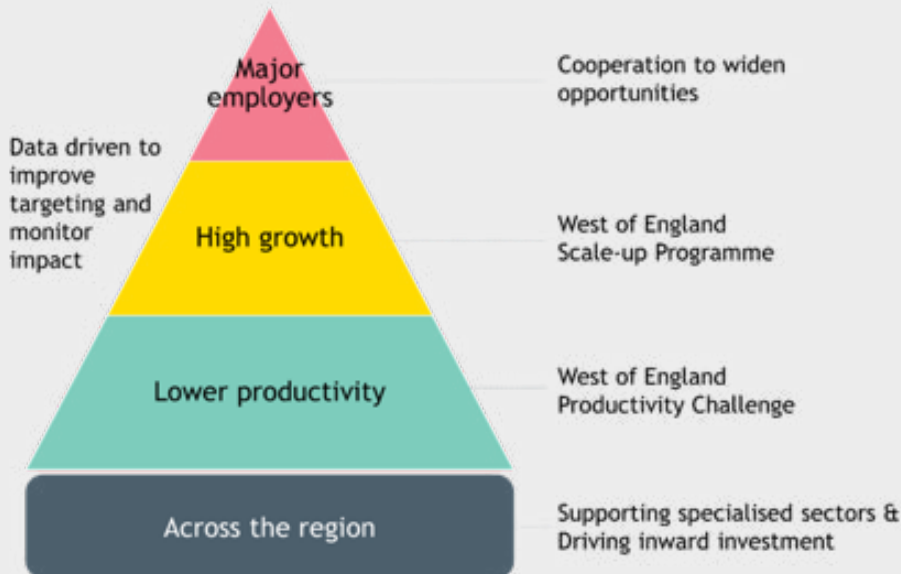 Major
employers
Cooperation to widen
opportunities
Data driven to
improve
targeting and
monitor
impact
High growth
West of England
Scale-up Programme
Lower productivity
West of England
Productivity Challenge
Across the region
Supporting specialised sectors &
Driving inward investment